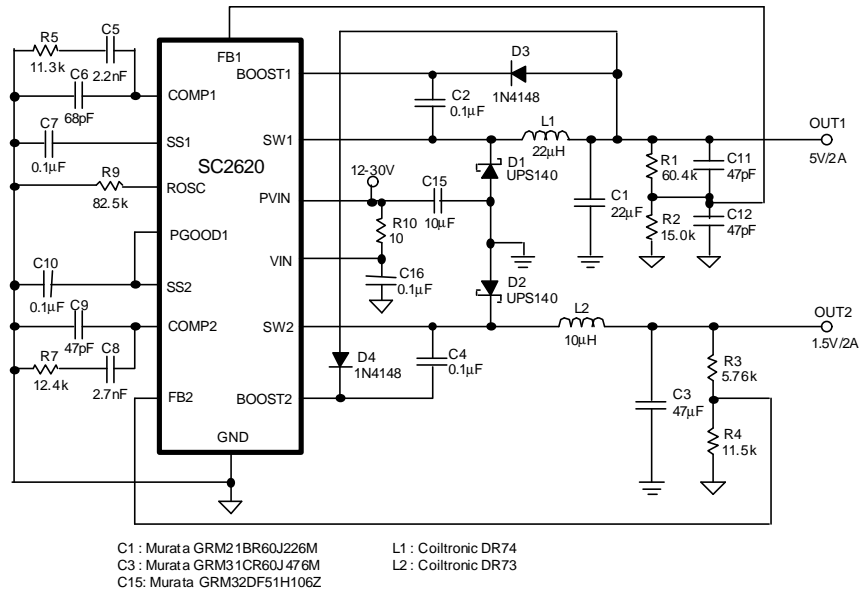 C5
R5
11.3k
2.2nF
C6
68pF
C7
0.1µF
R9
82.5k
C10
0.1µF
C9
47pF
C8
R7
12.4k
2.7nF
FB1
BOOST1
COMP1
SS1
SW1
SC2620
ROSC
PVIN
PGOOD1
VIN
SS2
COMP2
SW2
FB2
BOOST2
GND
D3
1N4148
C2
0.1µF
L1
22µH
OUT1
5V/2A
D1
UPS140
12-30V
C15
10µF
R10
10
C16
0.1µF
C1
22µF
R1
60.4k
C11
47pF
R2
15.0k
C12
47pF
D2
UPS140
L2
10µH
OUT2
1.5V/2A
D4
1N4148
C4
0.1µF
C3
47µF
R3
5.76k
R4
11.5k
C1 : Murata GRM21BR60J226M
L1 : Coiltronic DR74
C3 : Murata GRM31CR60J476M
L2 : Coiltronic DR73
C15: Murata GRM32DF51H106Z